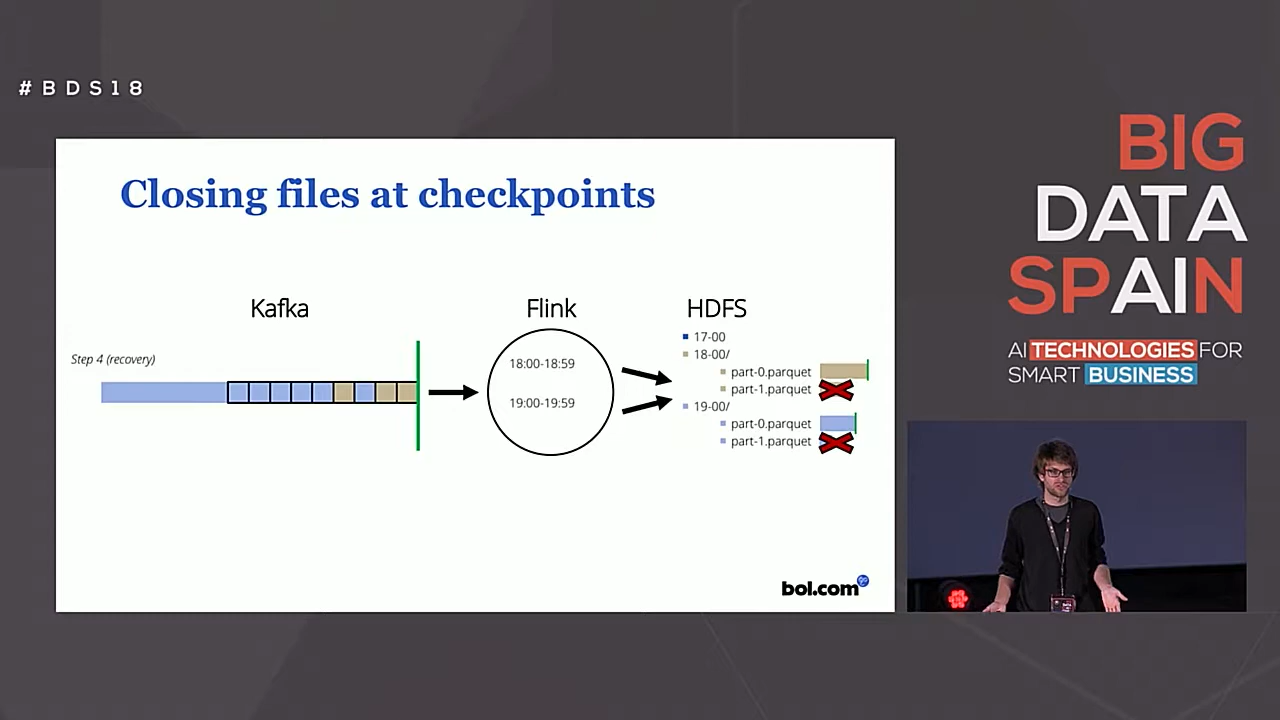 #BDS18
BIG
DATA
SPAIN
AI TECHNOLOGIES FOR
SMART BUSINESS
Closing files at checkpoints
Kafka
Flink
HDFS
Step 4 (recovery)
18:00-18:59
19:00-19:59
17-00
18-00/
part-0.parquet
part-1.parquet
19-00/
part-0.parquet
part-1.parquet
bol.com